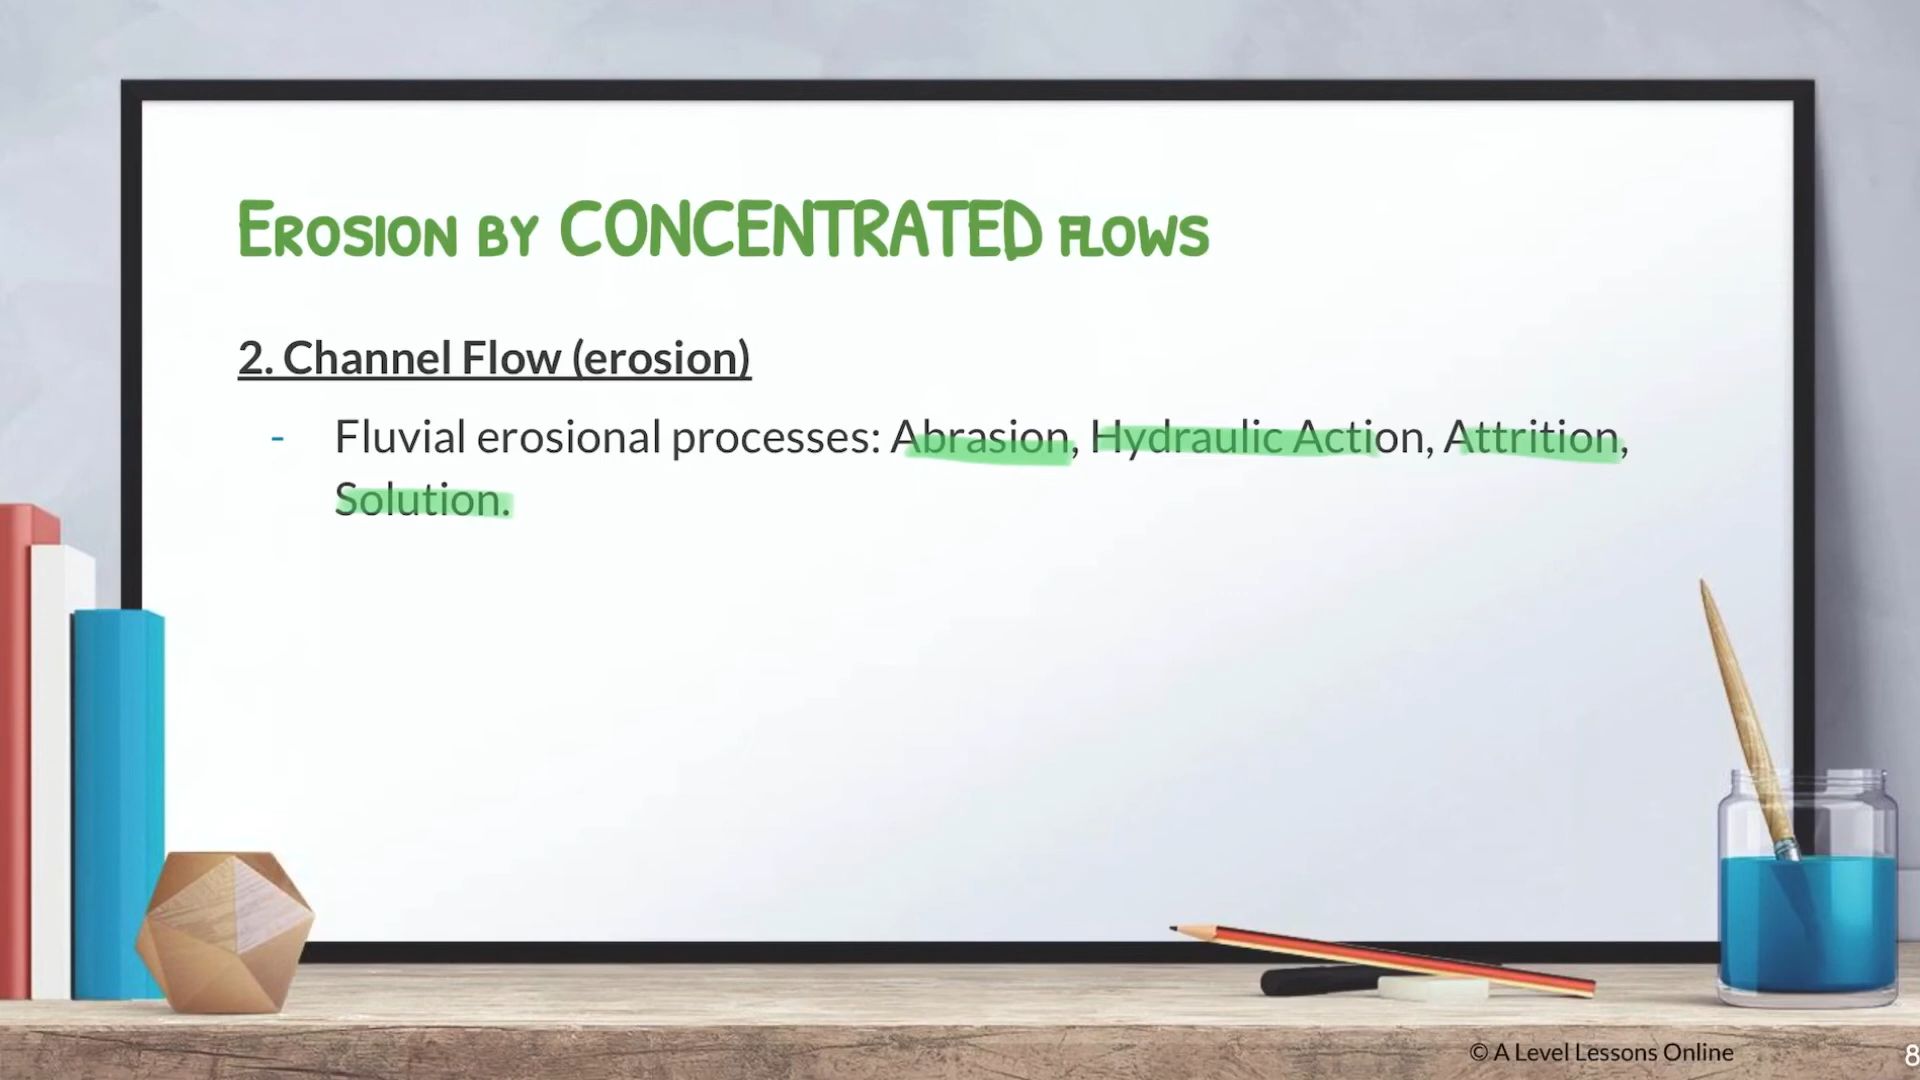 Erosion by CONCENTRATED flows
2. Channel Flow (erosion)
- Fluvial erosional processes: Abrasion, Hydraulic Action, Attrition,
Solution.
© A Level Lessons Online
8